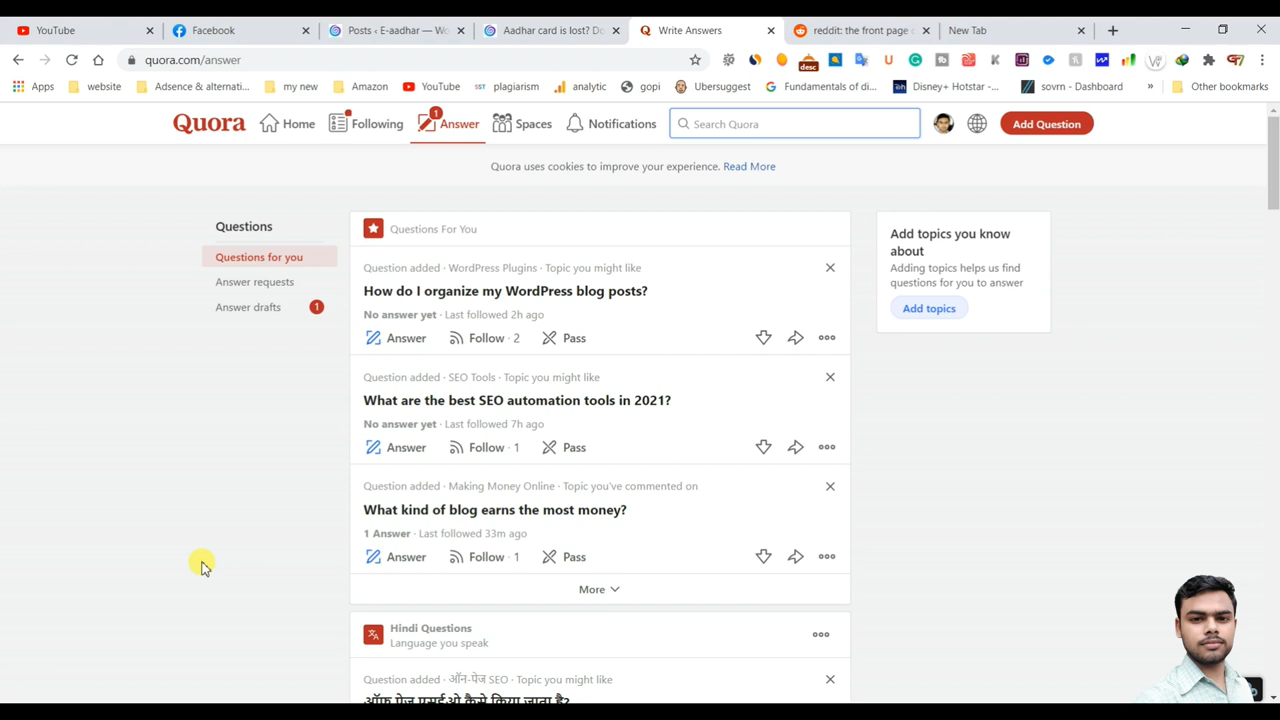 YouTube
Facebook
Posts ‹ E-aadhar — Wo
Aadhar card is lost? Do
Write Answers
reddit: the front page o
New Tab
quora.com/answer
desc
Apps
website
Adsence & alternati...
my new
Amazon
YouTube
SST plagiarism
analytic
gopi
Ubersuggest
Fundamentals of di...
Disney+ Hotstar -...
sovrn - Dashboard
»
Other bookmarks
Quora
Home
Following
1
Answer
Spaces
Notifications
Search Quora
Add Question
Quora uses cookies to improve your experience. Read More
Questions
Questions for you
Answer requests
Answer drafts 1
Questions For You
Question added · WordPress Plugins · Topic you might like
How do I organize my WordPress blog posts?
No answer yet · Last followed 2h ago
Answer Follow · 2 Pass
Question added · SEO Tools · Topic you might like
What are the best SEO automation tools in 2021?
No answer yet · Last followed 7h ago
Answer Follow · 1 Pass
Question added · Making Money Online · Topic you've commented on
What kind of blog earns the most money?
1 Answer · Last followed 33m ago
Answer Follow · 1 Pass
More
Hindi Questions
Language you speak
Question added · ऑन-पेज SEO · Topic you might like
ऑफ पेज एसईओ कैसे किया जाता है?
Add topics you know
about
Adding topics helps us find
questions for you to answer
Add topics